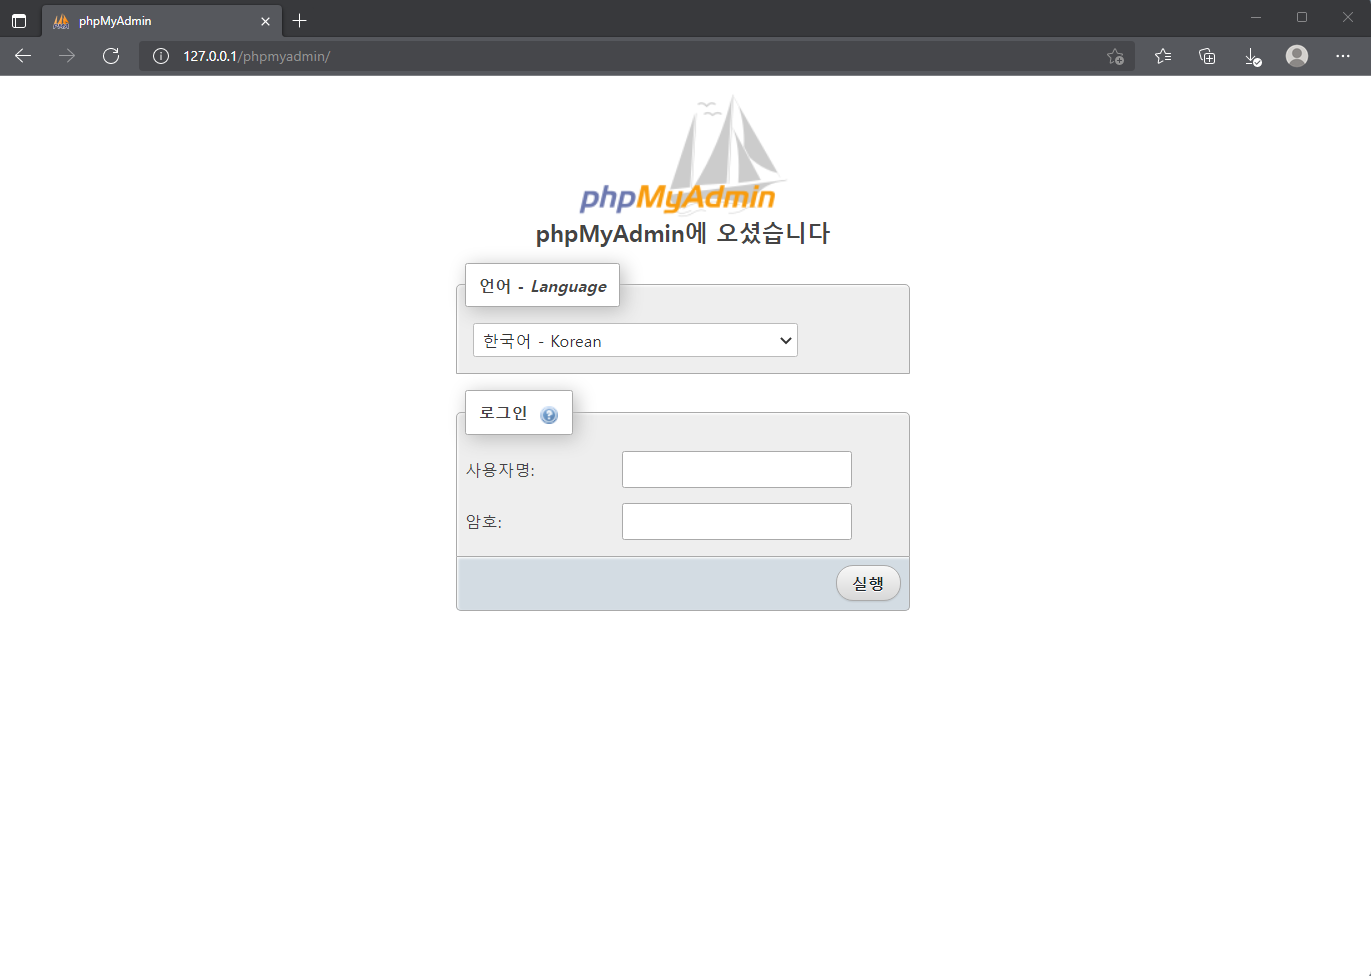 phpMyAdmin
127.0.0.1/phpmyadmin/
phpMyAdmin
phpMyAdmin에 오셨습니다
언어 - Language
한국어 - Korean
로그인
사용자명:
암호:
실행